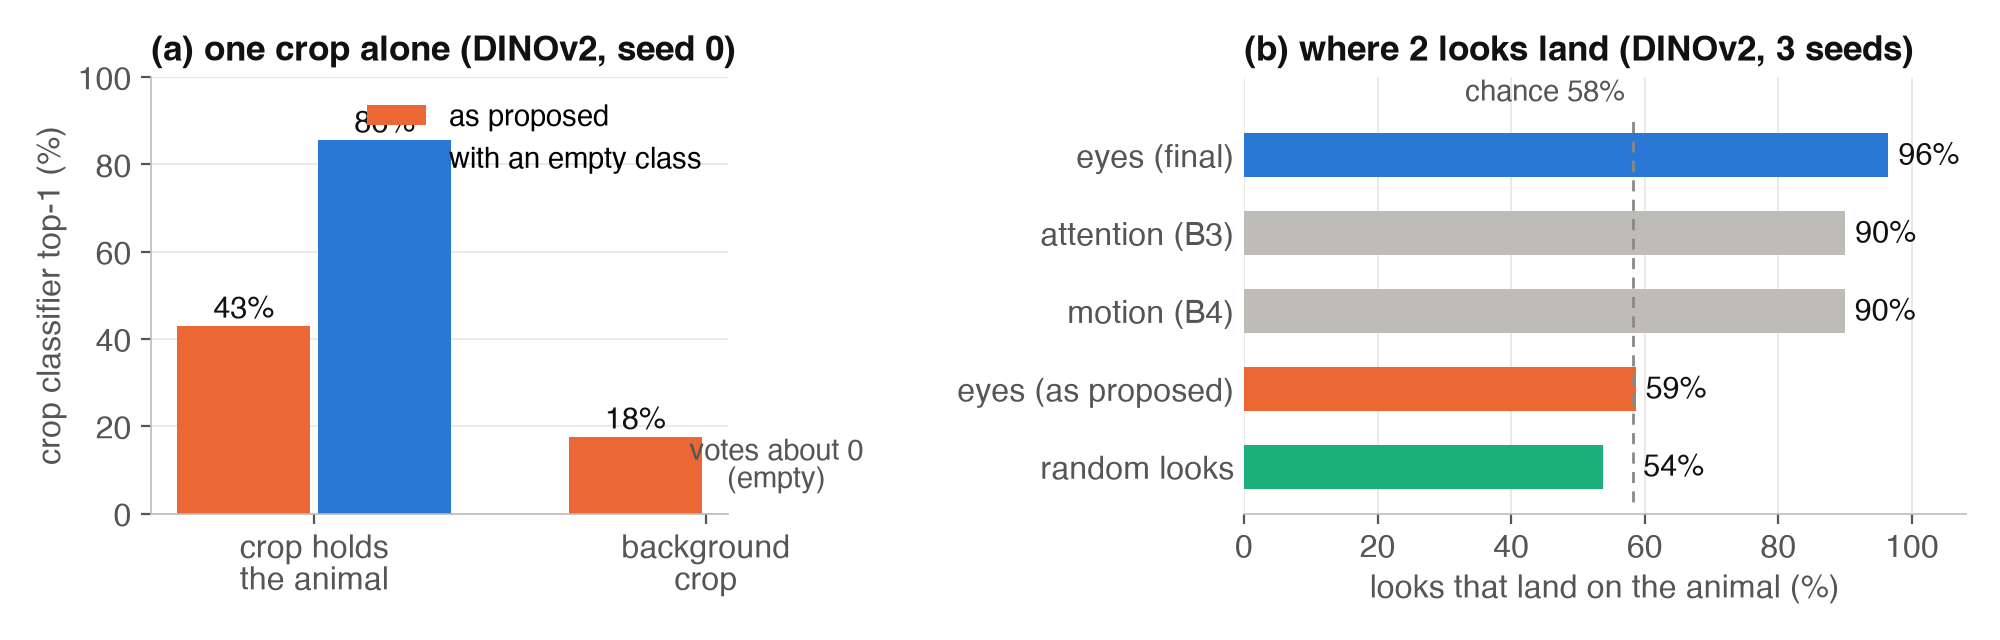 (a) one crop alone (DINOv2, seed 0)
crop classifier top-1 (%)
100
80
60
40
20
0
as proposed
with an empty class
43%
18%
votes about 0
(empty)
crop holds
the animal
background
crop
(b) where 2 looks land (DINOv2, 3 seeds)
chance 58%
eyes (final)
96%
attention (B3)
90%
motion (B4)
90%
eyes (as proposed)
59%
random looks
54%
0 20 40 60 80 100
looks that land on the animal (%)